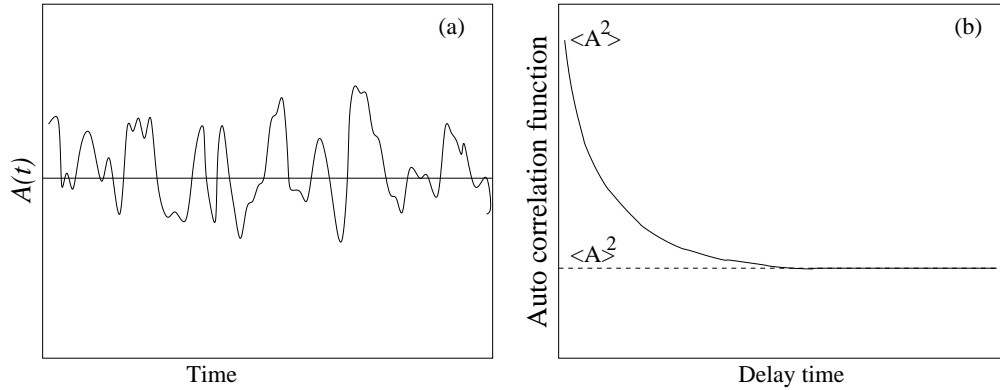 (a)
A(t)
Time
(b)
<A²>
<A>²
Auto correlation function
Delay time